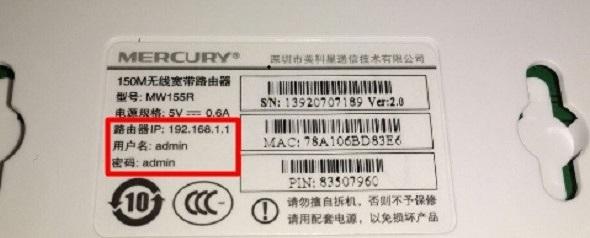 MERCURY® 深圳市美科星通信技术有限公司
150M无线宽带路由器
型号: MW155R
电源规格: 5V ⎓ 0.6A
路由器IP: 192.168.1.1
用户名: admin
密码: admin
S/N: 13920707189 Ver:2.0
MAC: 78A106BD83E6
PIN: 83507960
10
CCC
请勿擅自拆机，否则不予保修
请用配套电源，以免损坏产品